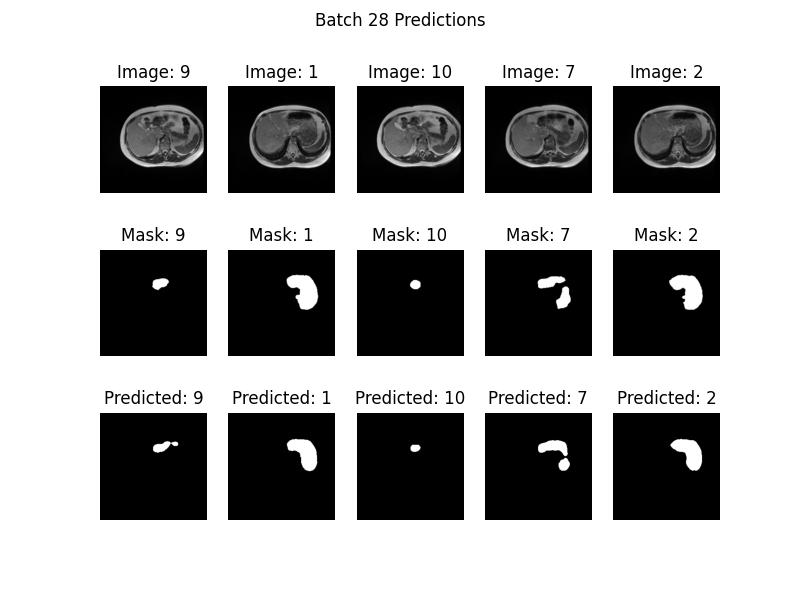 Batch 28 Predictions
Image: 9 Image: 1 Image: 10 Image: 7 Image: 2
Mask: 9 Mask: 1 Mask: 10 Mask: 7 Mask: 2
Predicted: 9 Predicted: 1 Predicted: 10 Predicted: 7 Predicted: 2